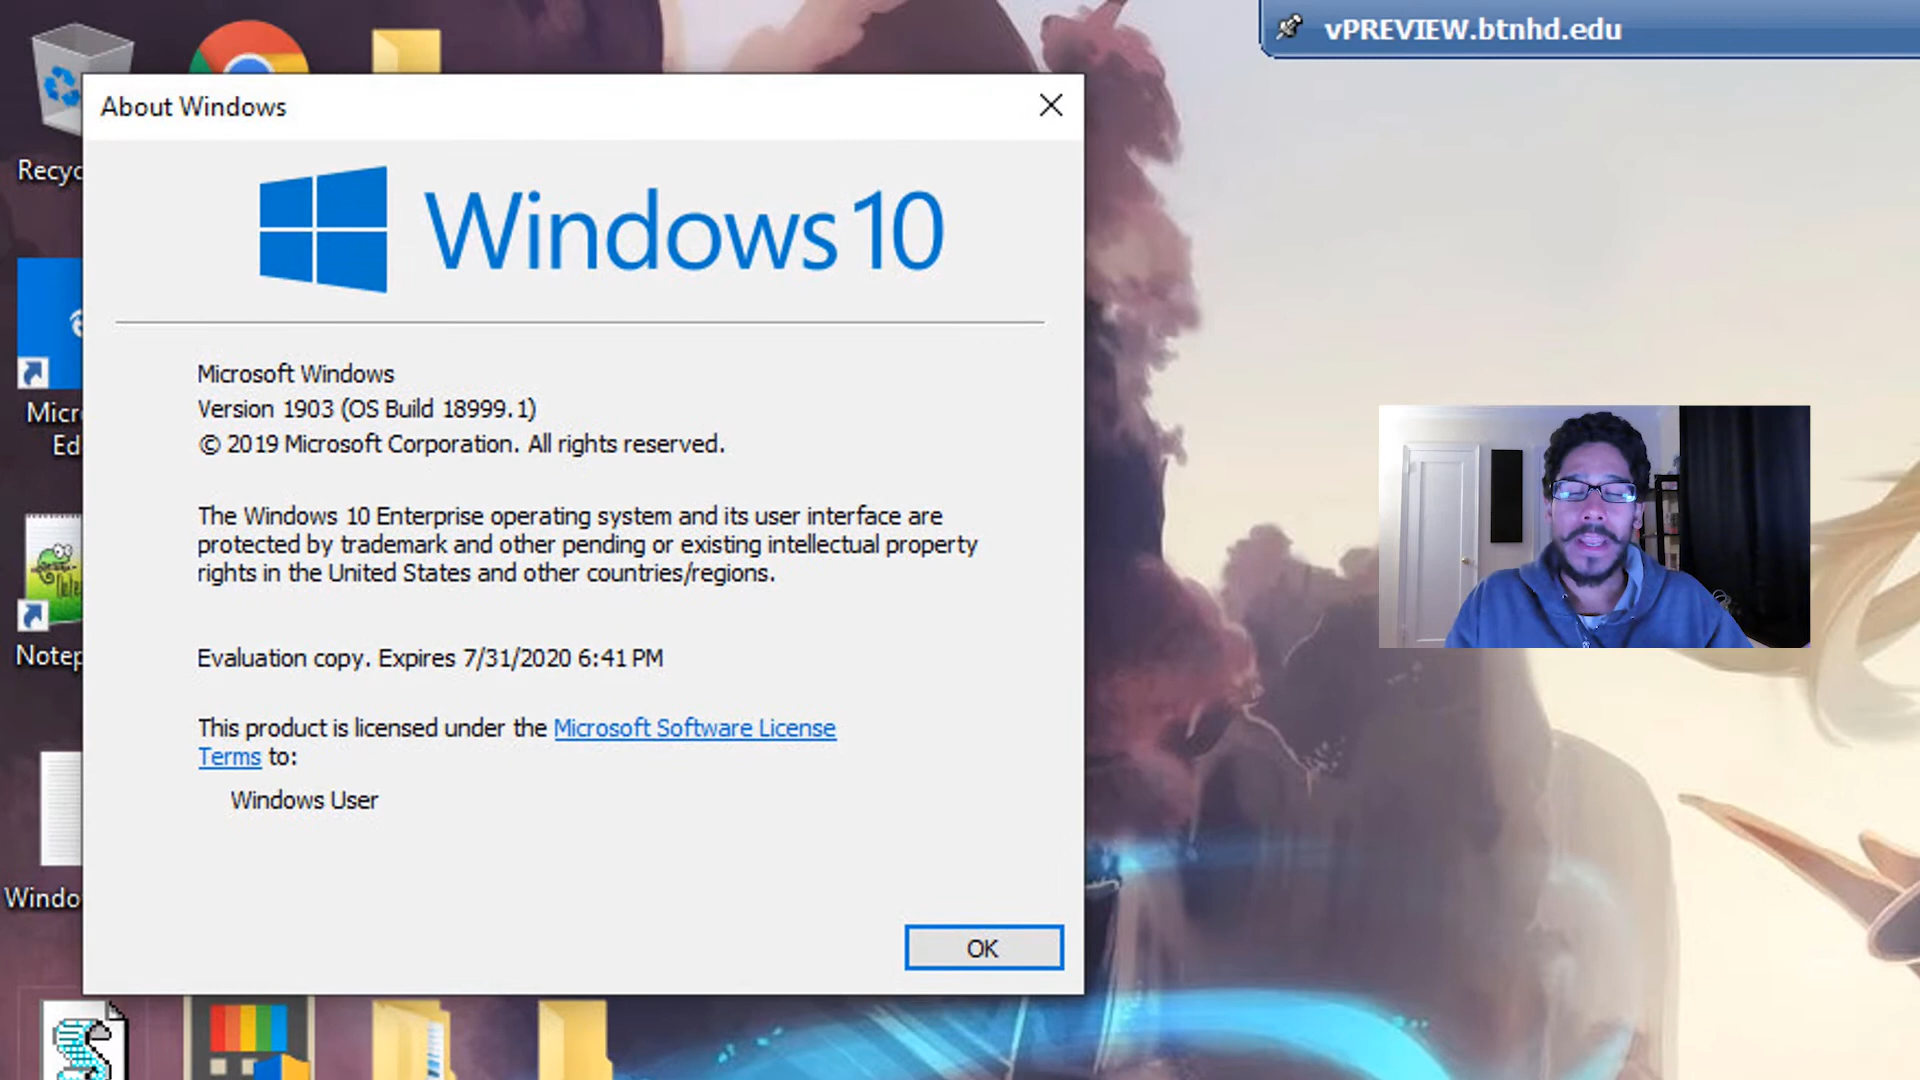 vPREVIEW.btnhd.edu
About Windows
Windows 10
Recyc
Microsoft Windows
Version 1903 (OS Build 18999.1)
© 2019 Microsoft Corporation. All rights reserved.
Micr
Ed
The Windows 10 Enterprise operating system and its user interface are
protected by trademark and other pending or existing intellectual property
rights in the United States and other countries/regions.
Notep
Evaluation copy. Expires 7/31/2020 6:41 PM
This product is licensed under the Microsoft Software License
Terms to:
Windows User
Windo
OK